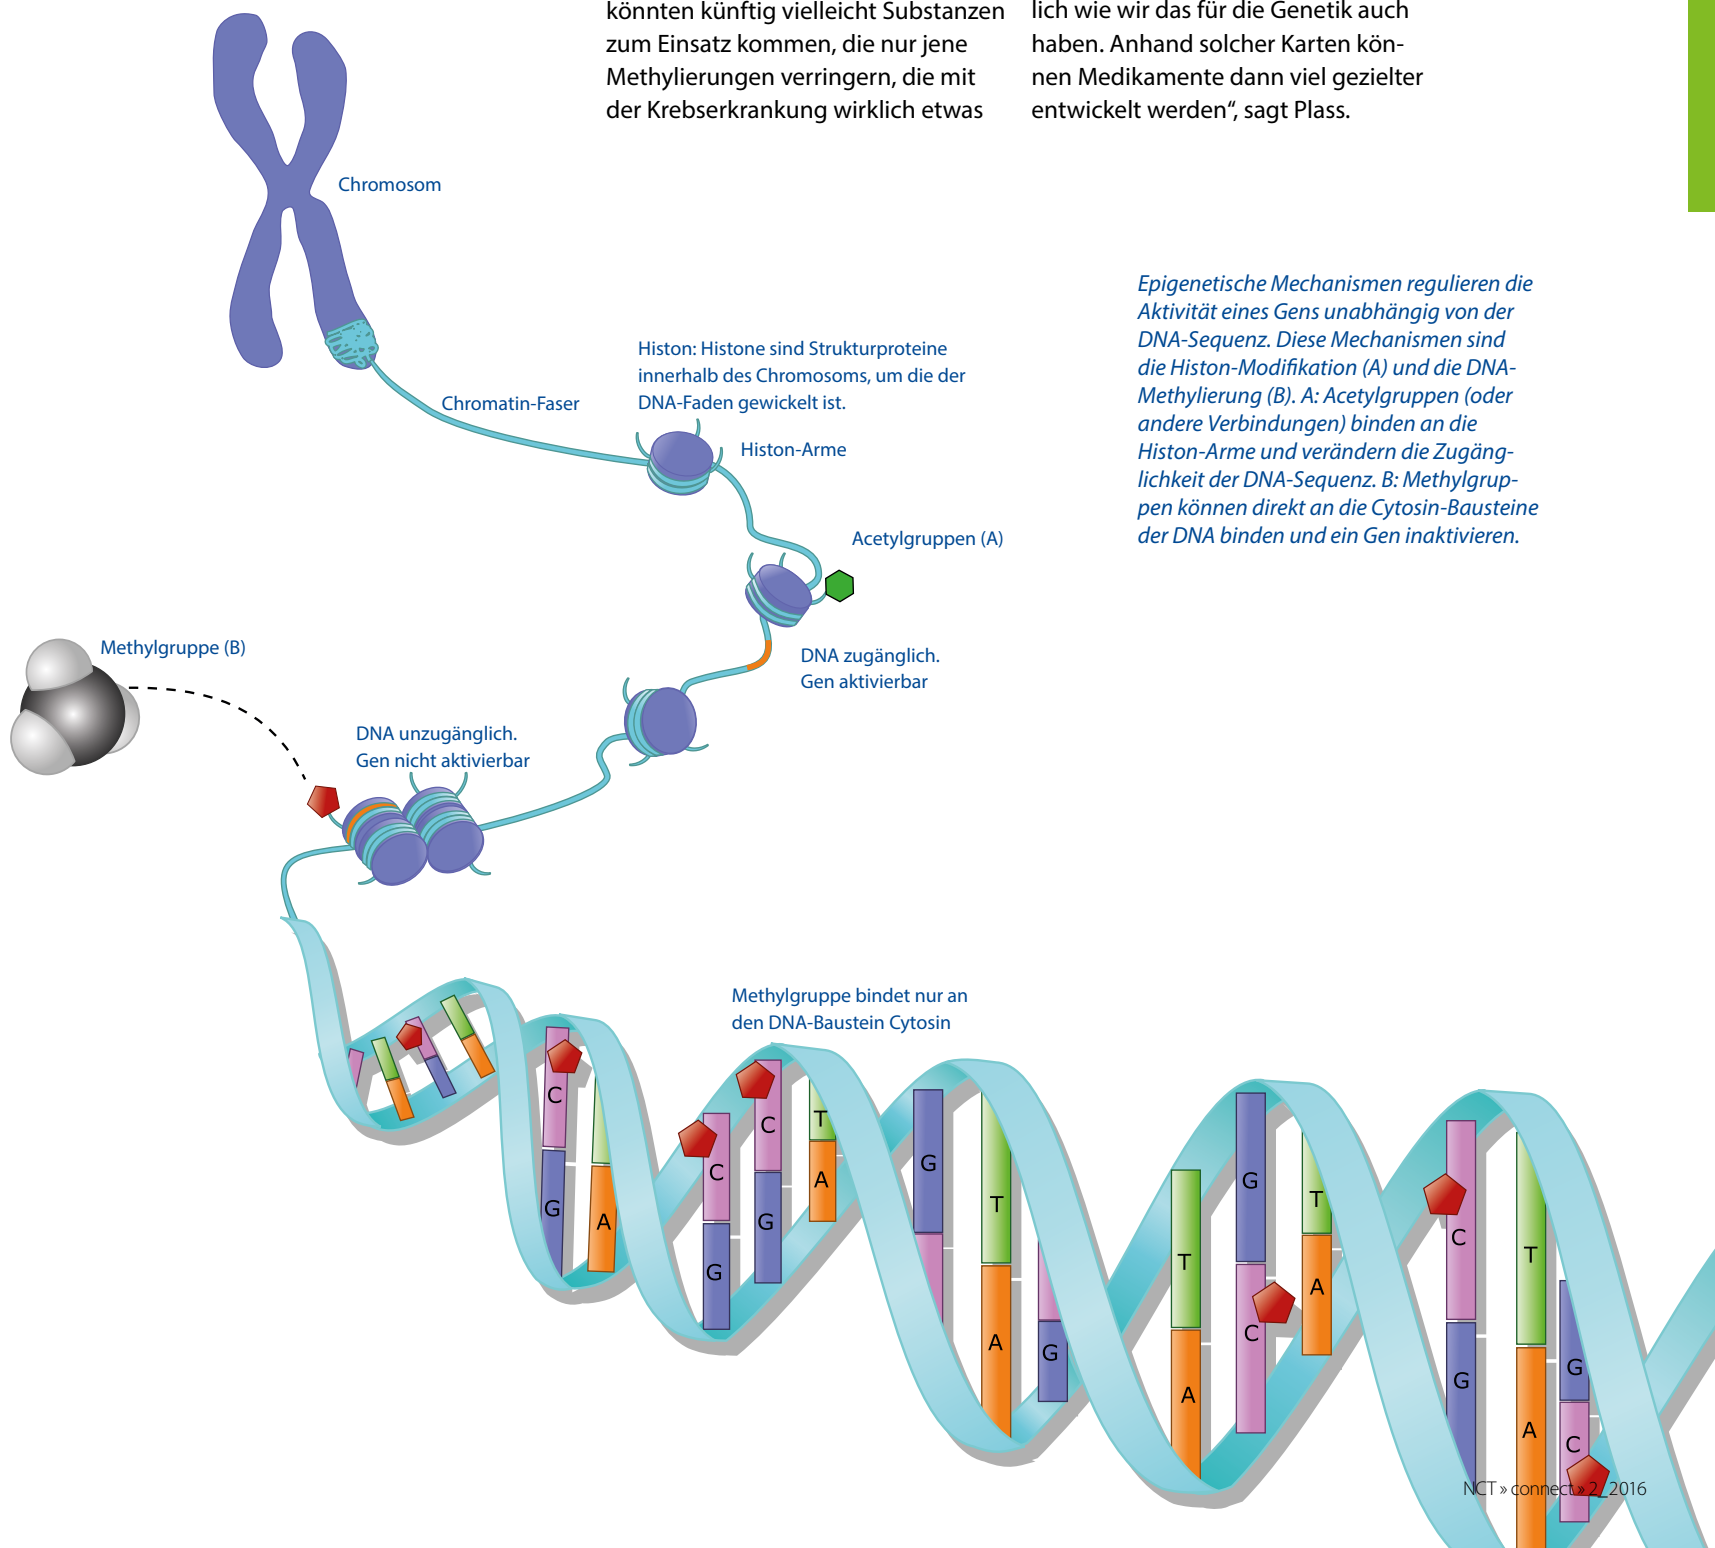 könnten künftig vielleicht Substanzen
zum Einsatz kommen, die nur jene
Methylierungen verringern, die mit
der Krebserkrankung wirklich etwas
lich wie wir das für die Genetik auch
haben. Anhand solcher Karten kön-
nen Medikamente dann viel gezielter
entwickelt werden“, sagt Plass.
Chromosom
Epigenetische Mechanismen regulieren die
Aktivität eines Gens unabhängig von der
DNA-Sequenz. Diese Mechanismen sind
die Histon-Modifikation (A) und die DNA-
Methylierung (B). A: Acetylgruppen (oder
andere Verbindungen) binden an die
Histon-Arme und verändern die Zugäng-
lichkeit der DNA-Sequenz. B: Methylgrup-
pen können direkt an die Cytosin-Bausteine
der DNA binden und ein Gen inaktivieren.
Histon: Histone sind Strukturproteine
innerhalb des Chromosoms, um die der
DNA-Faden gewickelt ist.
Chromatin-Faser
Histon-Arme
Acetylgruppen (A)
Methylgruppe (B)
DNA zugänglich.
Gen aktivierbar
DNA unzugänglich.
Gen nicht aktivierbar
Methylgruppe bindet nur an
den DNA-Baustein Cytosin
C
G
A
C
G
C
G
T
A
G
T
A
G
T
A
G
C
T
A
C
G
T
A
G
C
NCT » connect » 2_2016